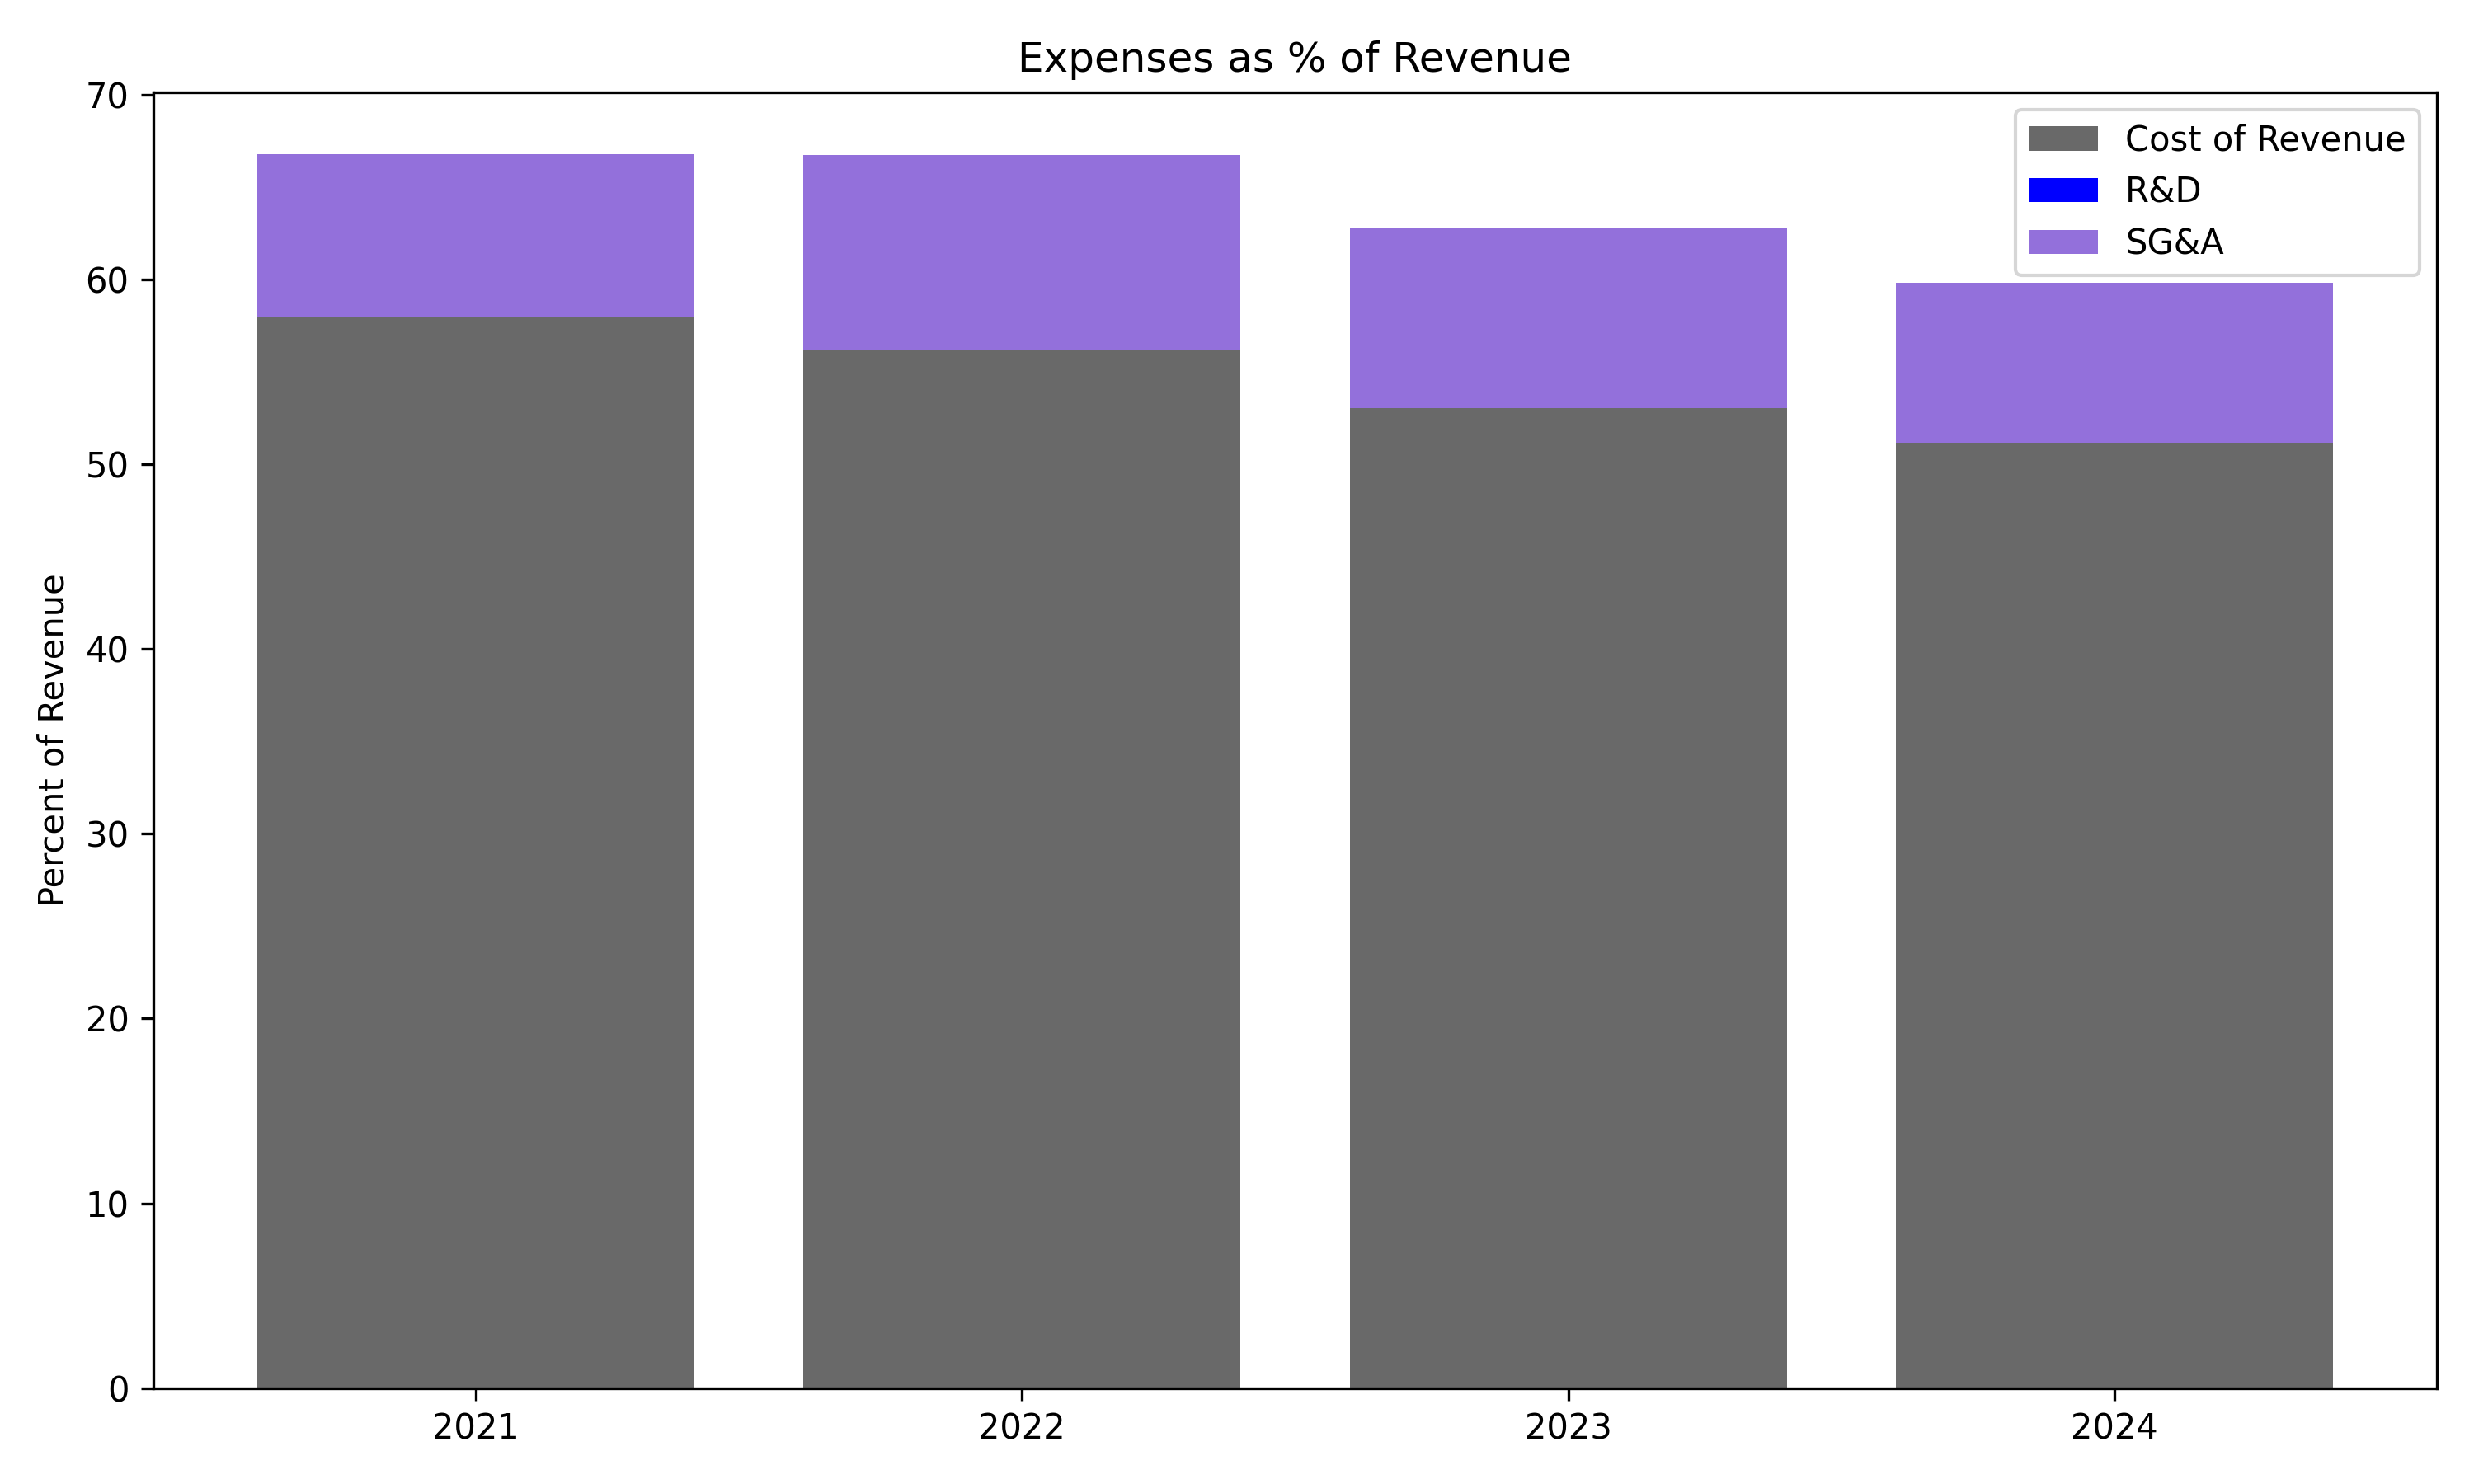 Expenses as % of Revenue
70
60
50
40
30
20
10
0
Percent of Revenue
Cost of Revenue
R&D
SG&A
2021
2022
2023
2024